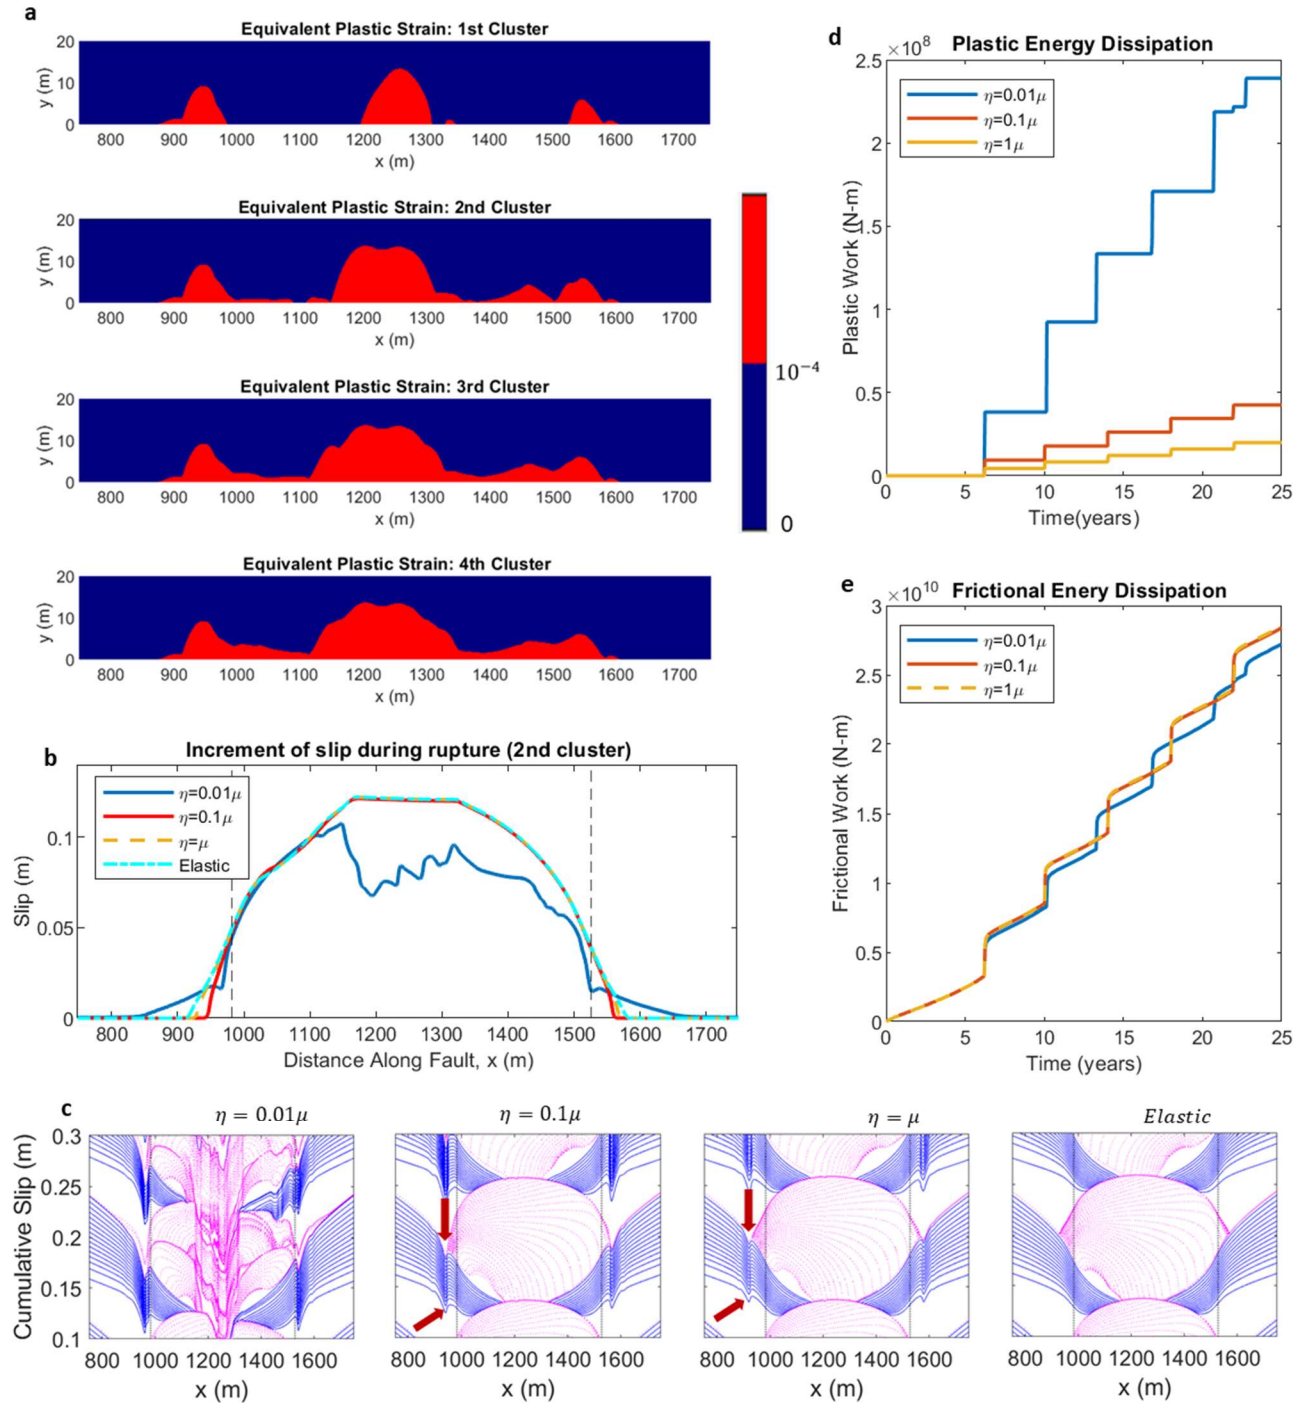 a
Equivalent Plastic Strain: 1st Cluster
20
10
0
y (m)
800 900 1000 1100 1200 1300 1400 1500 1600 1700
x (m)
Equivalent Plastic Strain: 2nd Cluster
20
10
0
y (m)
800 900 1000 1100 1200 1300 1400 1500 1600 1700
x (m)
Equivalent Plastic Strain: 3rd Cluster
20
10
0
y (m)
800 900 1000 1100 1200 1300 1400 1500 1600 1700
x (m)
Equivalent Plastic Strain: 4th Cluster
20
10
0
y (m)
800 900 1000 1100 1200 1300 1400 1500 1600 1700
x (m)
10⁻⁴
0
b
Increment of slip during rupture (2nd cluster)
η=0.01μ
η=0.1μ
η=μ
Elastic
0.1
0.05
0
Slip (m)
800 900 1000 1100 1200 1300 1400 1500 1600 1700
Distance Along Fault, x (m)
d
Plastic Energy Dissipation
×10⁸
2.5
2
1.5
1
0.5
0
Plastic Work (N-m)
η=0.01μ
η=0.1μ
η=1μ
0 5 10 15 20 25
Time(years)
e
Frictional Enery Dissipation
×10¹⁰
3
2.5
2
1.5
1
0.5
0
Frictional Work (N-m)
η=0.01μ
η=0.1μ
η=1μ
0 5 10 15 20 25
Time (years)
c
η = 0.01μ
η = 0.1μ
η = μ
Elastic
Cumulative Slip (m)
0.3
0.25
0.2
0.15
0.1
800 1000 1200 1400 1600
x (m)
800 1000 1200 1400 1600
x (m)
800 1000 1200 1400 1600
x (m)
800 1000 1200 1400 1600
x (m)